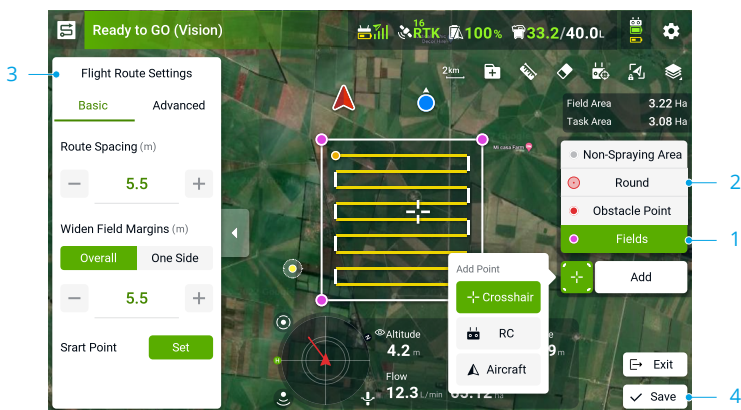 Ready to GO (Vision)
16
RTK
100%
33.2/40.0L
3
Flight Route Settings
Basic
Advanced
Route Spacing (m)
5.5
Widen Field Margins (m)
Overall
One Side
5.5
Srart Point
Set
2km
Field Area 3.22 Ha
Task Area 3.08 Ha
Mi casa Farm
Non-Spraying Area
Round
2
Obstacle Point
Fields
1
Add
Add Point
Crosshair
RC
Aircraft
N
H
Altitude
4.2 m
Flow
12.3 L/min
Exit
Save
4